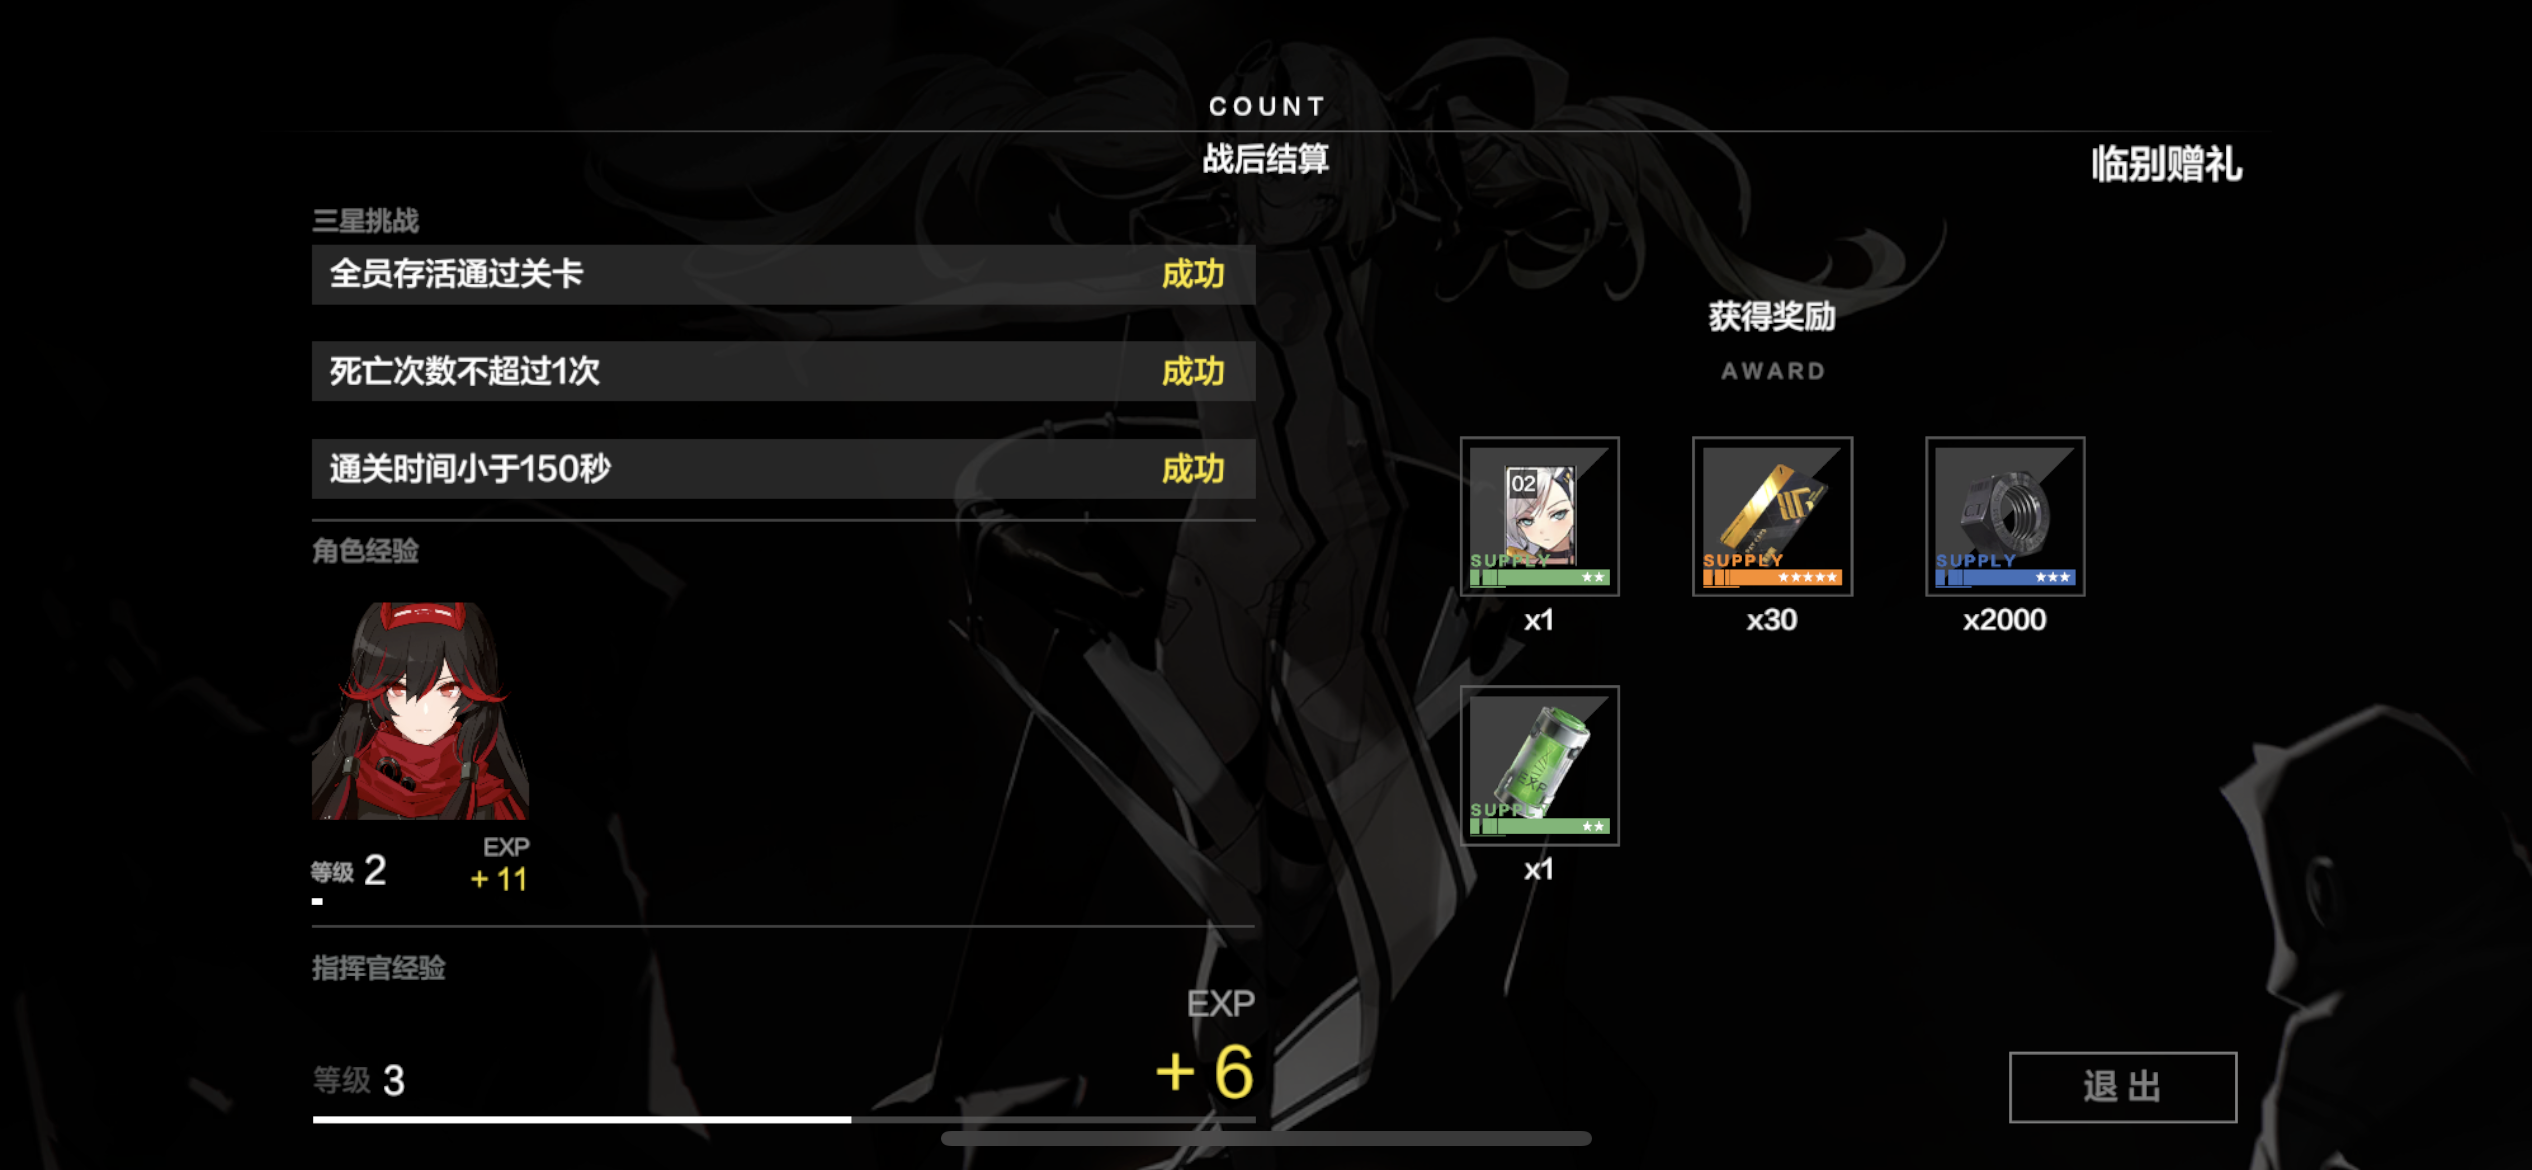 COUNT
战后结算
临别赠礼
三星挑战
全员存活通过关卡 成功
死亡次数不超过1次 成功
通关时间小于150秒 成功
获得奖励
AWARD
02
SUPPLY
x1
SUPPLY
x30
SUPPLY
x2000
EXP
SUPPLY
x1
角色经验
等级 2
EXP
+ 11
指挥官经验
EXP
等级 3
+ 6
退出